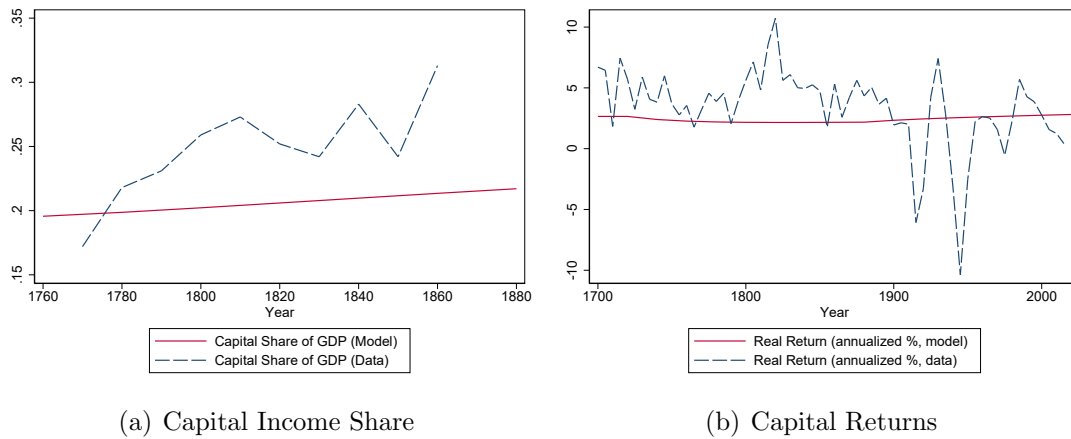 .35
.3
.25
.2
.15
1760 1780 1800 1820 1840 1860 1880
Year
Capital Share of GDP (Model)
Capital Share of GDP (Data)
(a) Capital Income Share
10
5
0
-5
-10
1700 1800 1900 2000
Year
Real Return (annualized %, model)
Real Return (annualized %, data)
(b) Capital Returns